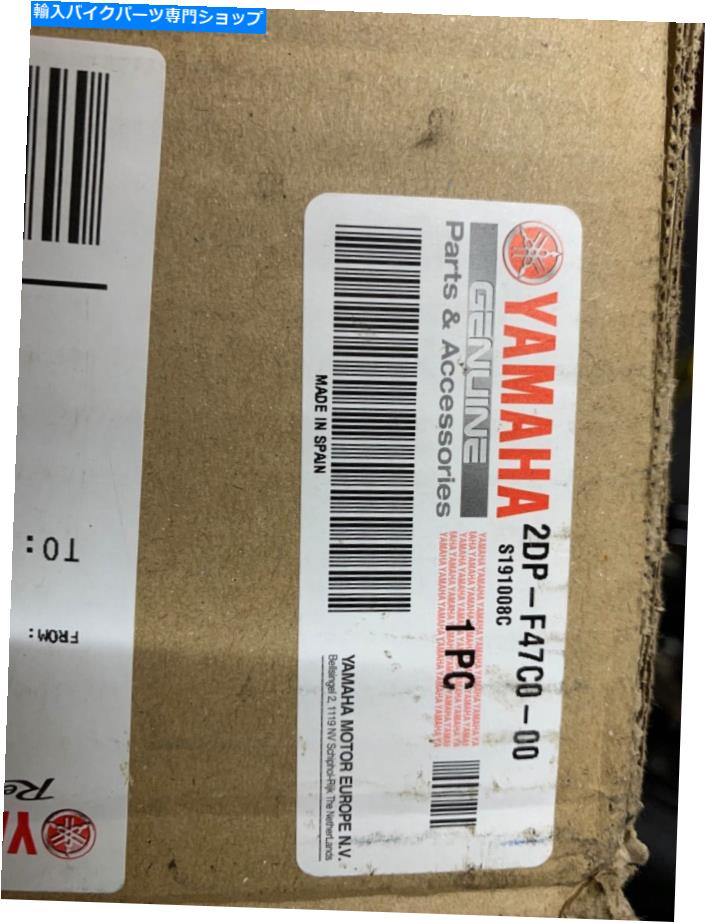 輸入バイクパーツ専門ショップ
YAMAHA
GENUINE
Parts & Accessories
MADE IN SPAIN
2DP-F47C0-00
S191008C
1 PC
YAMAHA MOTOR EUROPE N.V.
Bellsingel 2, 1119 NV Schiphol-Rijk The NetherLands
TO:
FROM: